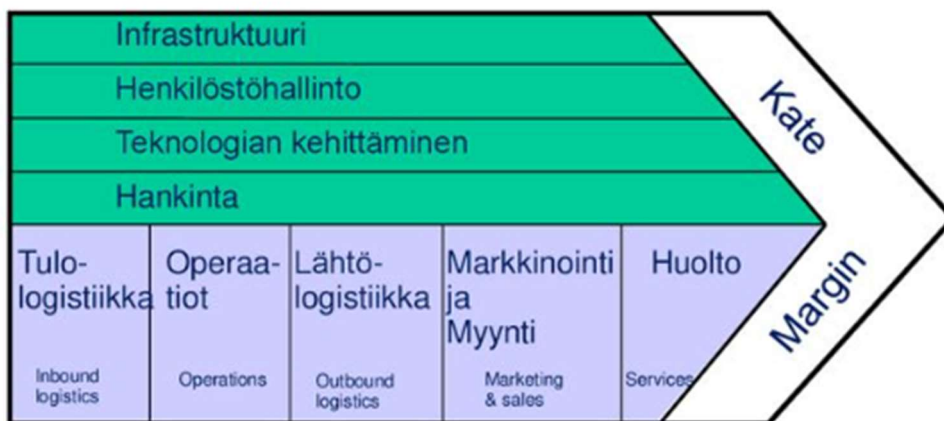 Infrastruktuuri
Henkilöstöhallinto
Teknologian kehittäminen
Hankinta
Kate
Margin
Tulo-
logistiikka
Inbound
logistics
Operaa-
tiot
Operations
Lähtö-
logistiikka
Outbound
logistics
Markkinointi
ja
Myynti
Marketing
& sales
Huolto
Services